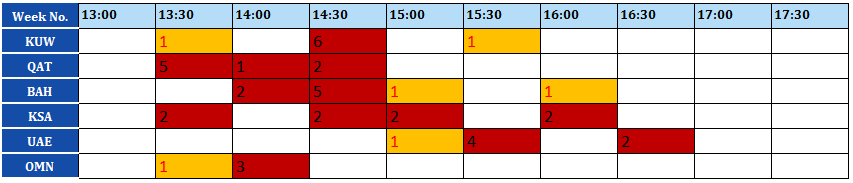 Week No. 13:00 13:30 14:00 14:30 15:00 15:30 16:00 16:30 17:00 17:30
KUW 1 6 1
QAT 5 1 2
BAH 2 5 1 1
KSA 2 2 2 2
UAE 1 4 2
OMN 1 3